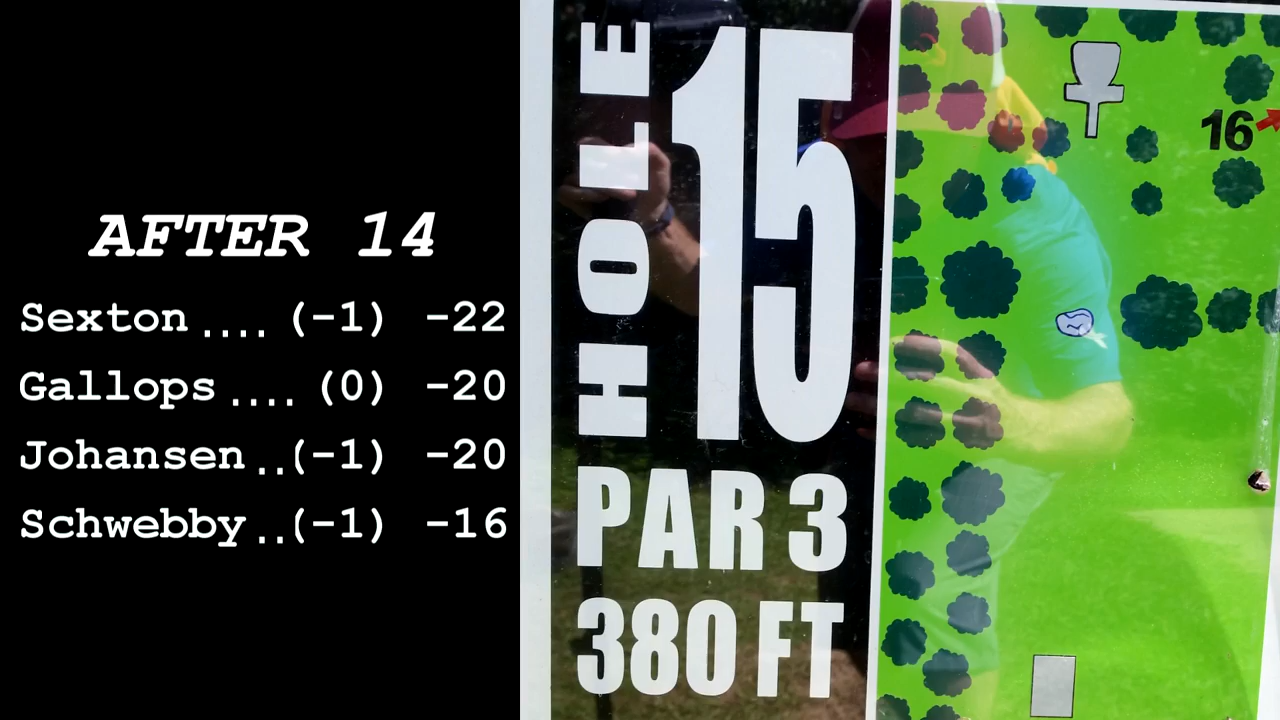 AFTER 14
Sexton .... (-1) -22
Gallops .... (0) -20
Johansen ..(-1) -20
Schwebby ..(-1) -16
HOLE
15
PAR 3
380 FT
16